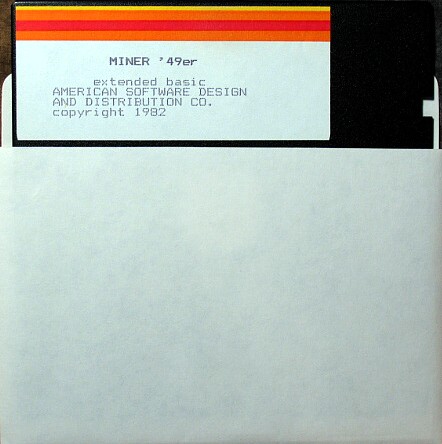 MINER '49er
extended basic
AMERICAN SOFTWARE DESIGN
AND DISTRIBUTION CO.
copyright 1982